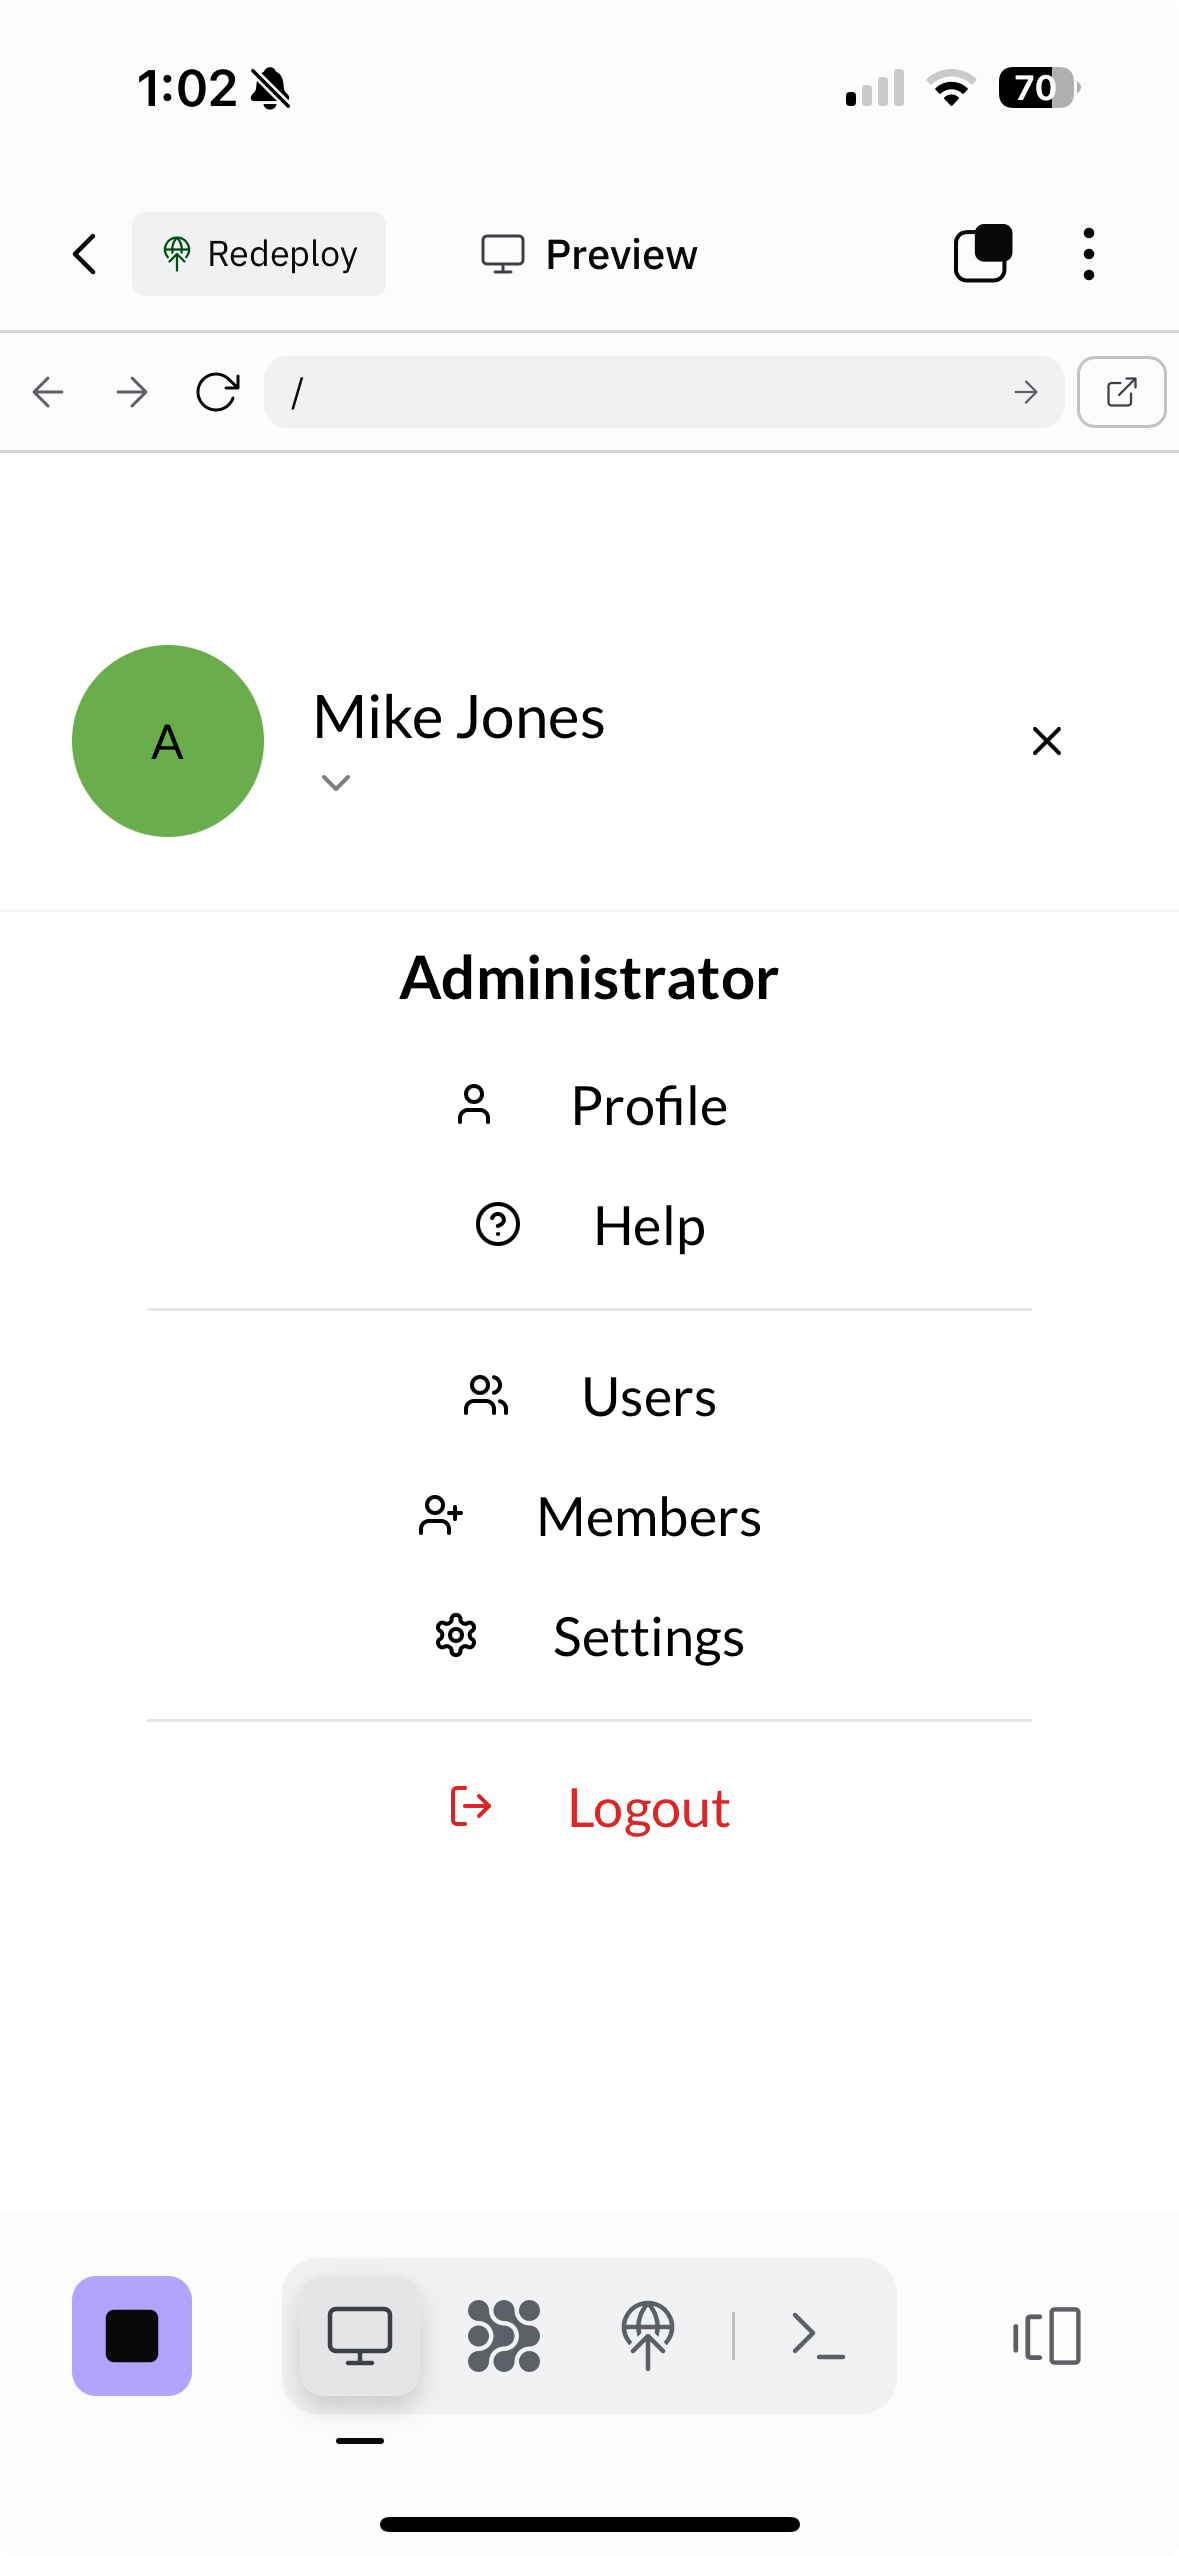 1:02
70
Redeploy
Preview
/
A
Mike Jones
Administrator
Profile
Help
Users
Members
Settings
Logout